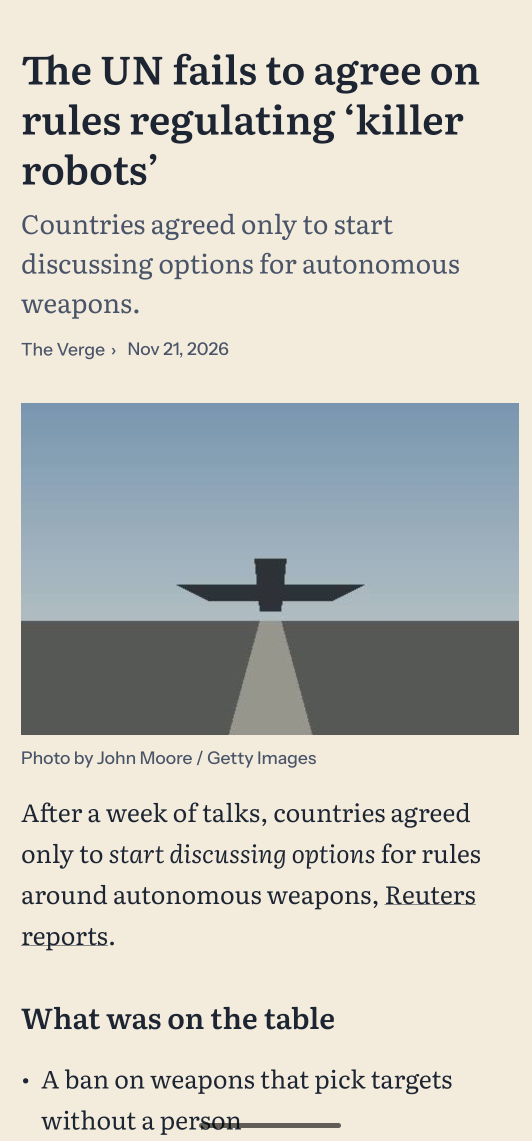 The UN fails to agree on
rules regulating ‘killer
robots’
Countries agreed only to start
discussing options for autonomous
weapons.
The Verge › Nov 21, 2026
Photo by John Moore / Getty Images
After a week of talks, countries agreed
only to start discussing options for rules
around autonomous weapons, Reuters
reports.
What was on the table
• A ban on weapons that pick targets
without a person